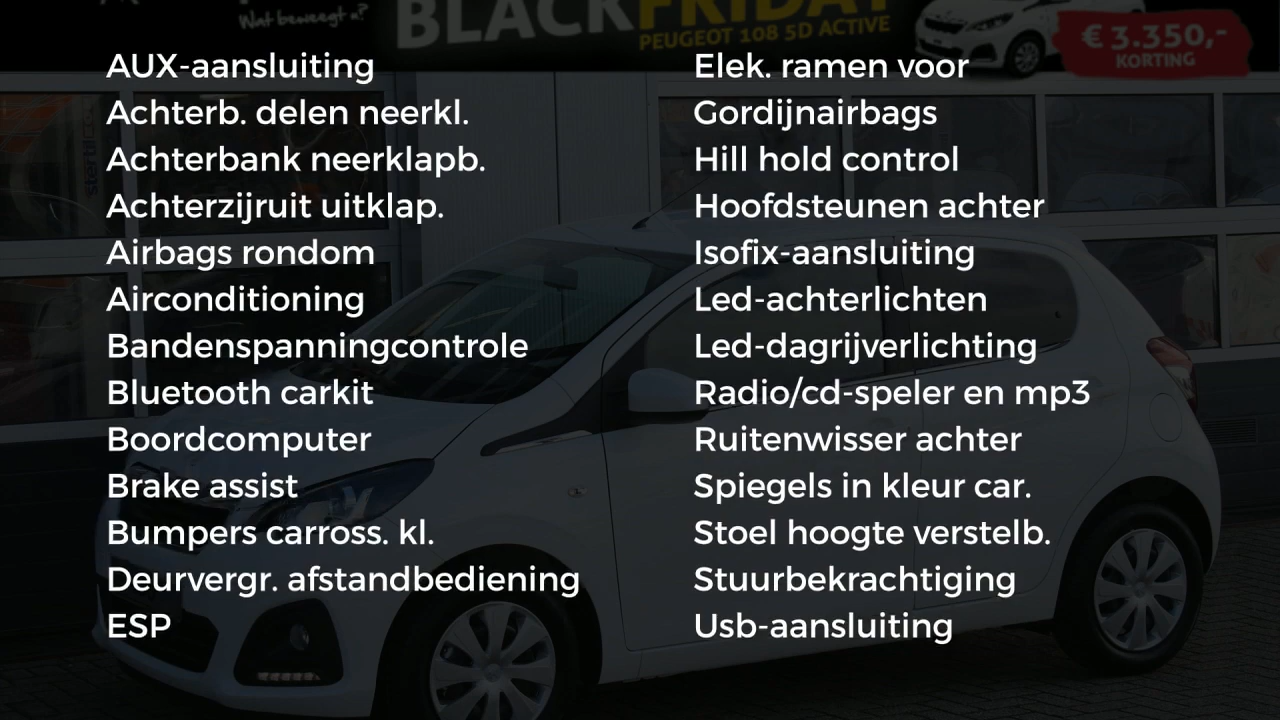 Wat beweegt u?
BLACKFRIDAY
PEUGEOT 108 5D ACTIVE
€ 3.350,-
KORTING
AUX-aansluiting
Achterb. delen neerkl.
Achterbank neerklapb.
Achterzijruit uitklap.
Airbags rondom
Airconditioning
Bandenspanningcontrole
Bluetooth carkit
Boordcomputer
Brake assist
Bumpers carross. kl.
Deurvergr. afstandbediening
ESP
Elek. ramen voor
Gordijnairbags
Hill hold control
Hoofdsteunen achter
Isofix-aansluiting
Led-achterlichten
Led-dagrijverlichting
Radio/cd-speler en mp3
Ruitenwisser achter
Spiegels in kleur car.
Stoel hoogte verstelb.
Stuurbekrachtiging
Usb-aansluiting